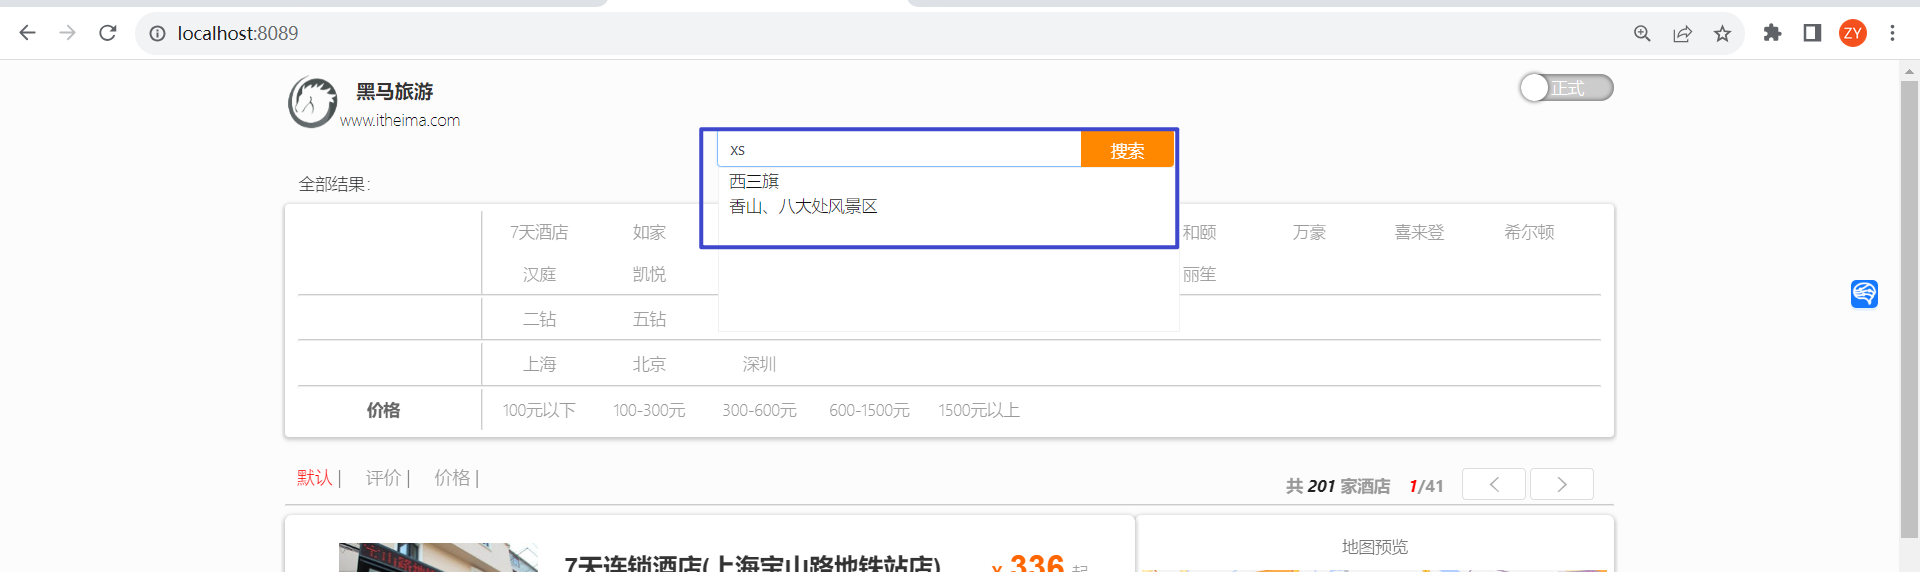 localhost:8089
ZY
黑马旅游
www.itheima.com
正式
xs
搜索
西三旗
香山、八大处风景区
全部结果:
7天酒店 如家 和颐 万豪 喜来登 希尔顿
汉庭 凯悦 丽笙
二钻 五钻
上海 北京 深圳
价格 100元以下 100-300元 300-600元 600-1500元 1500元以上
默认 | 评价 | 价格 |
共 201 家酒店 1/41
7天连锁酒店(上海宝山路地铁站店)
¥ 336 起
地图预览